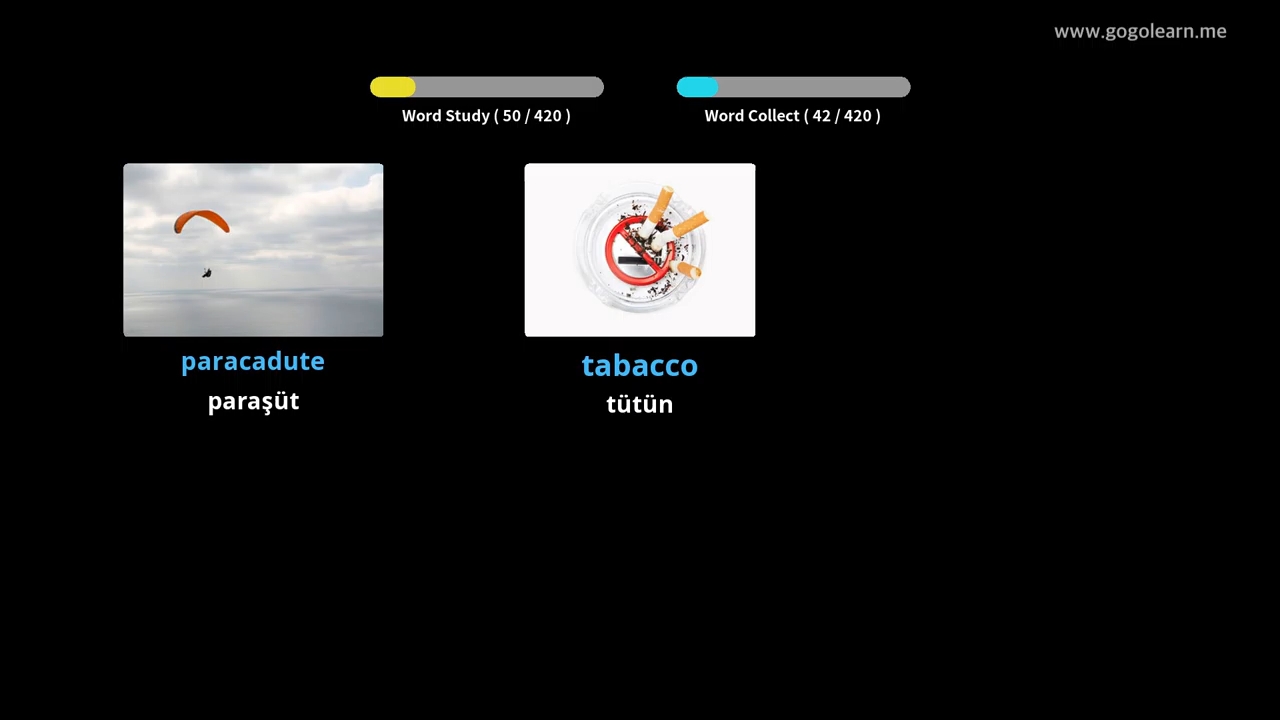 www.gogolearn.me
Word Study ( 50 / 420 )
Word Collect ( 42 / 420 )
paracadute
paraşüt
tabacco
tütün